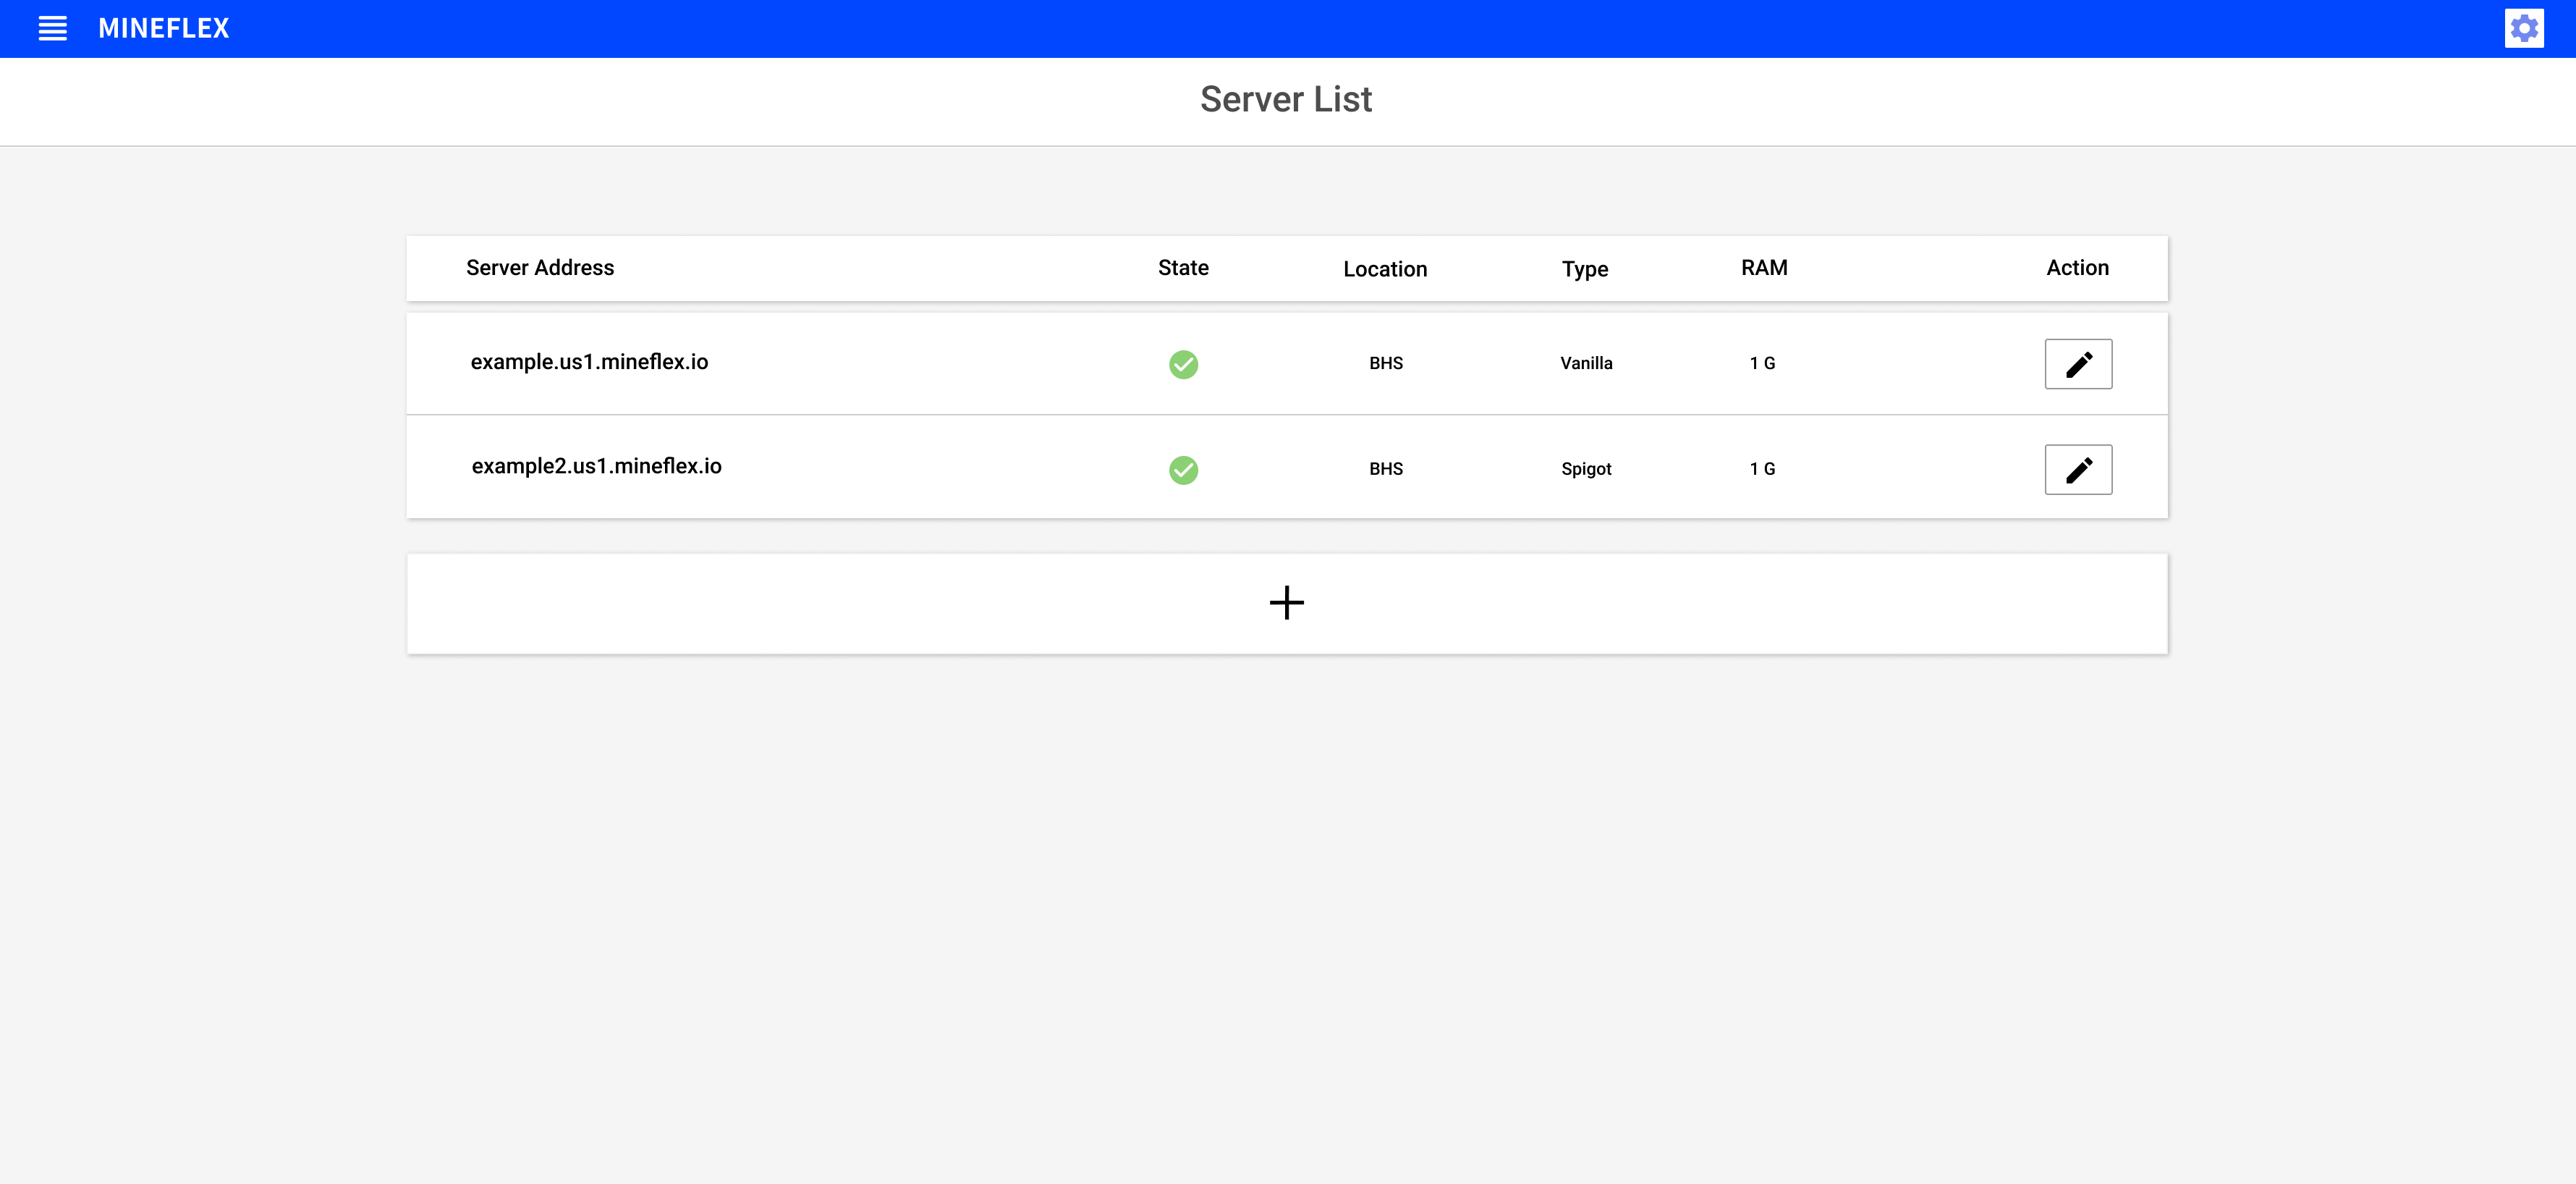 MINEFLEX
Server List
Server Address State Location Type RAM Action
example.us1.mineflex.io BHS Vanilla 1 G
example2.us1.mineflex.io BHS Spigot 1 G